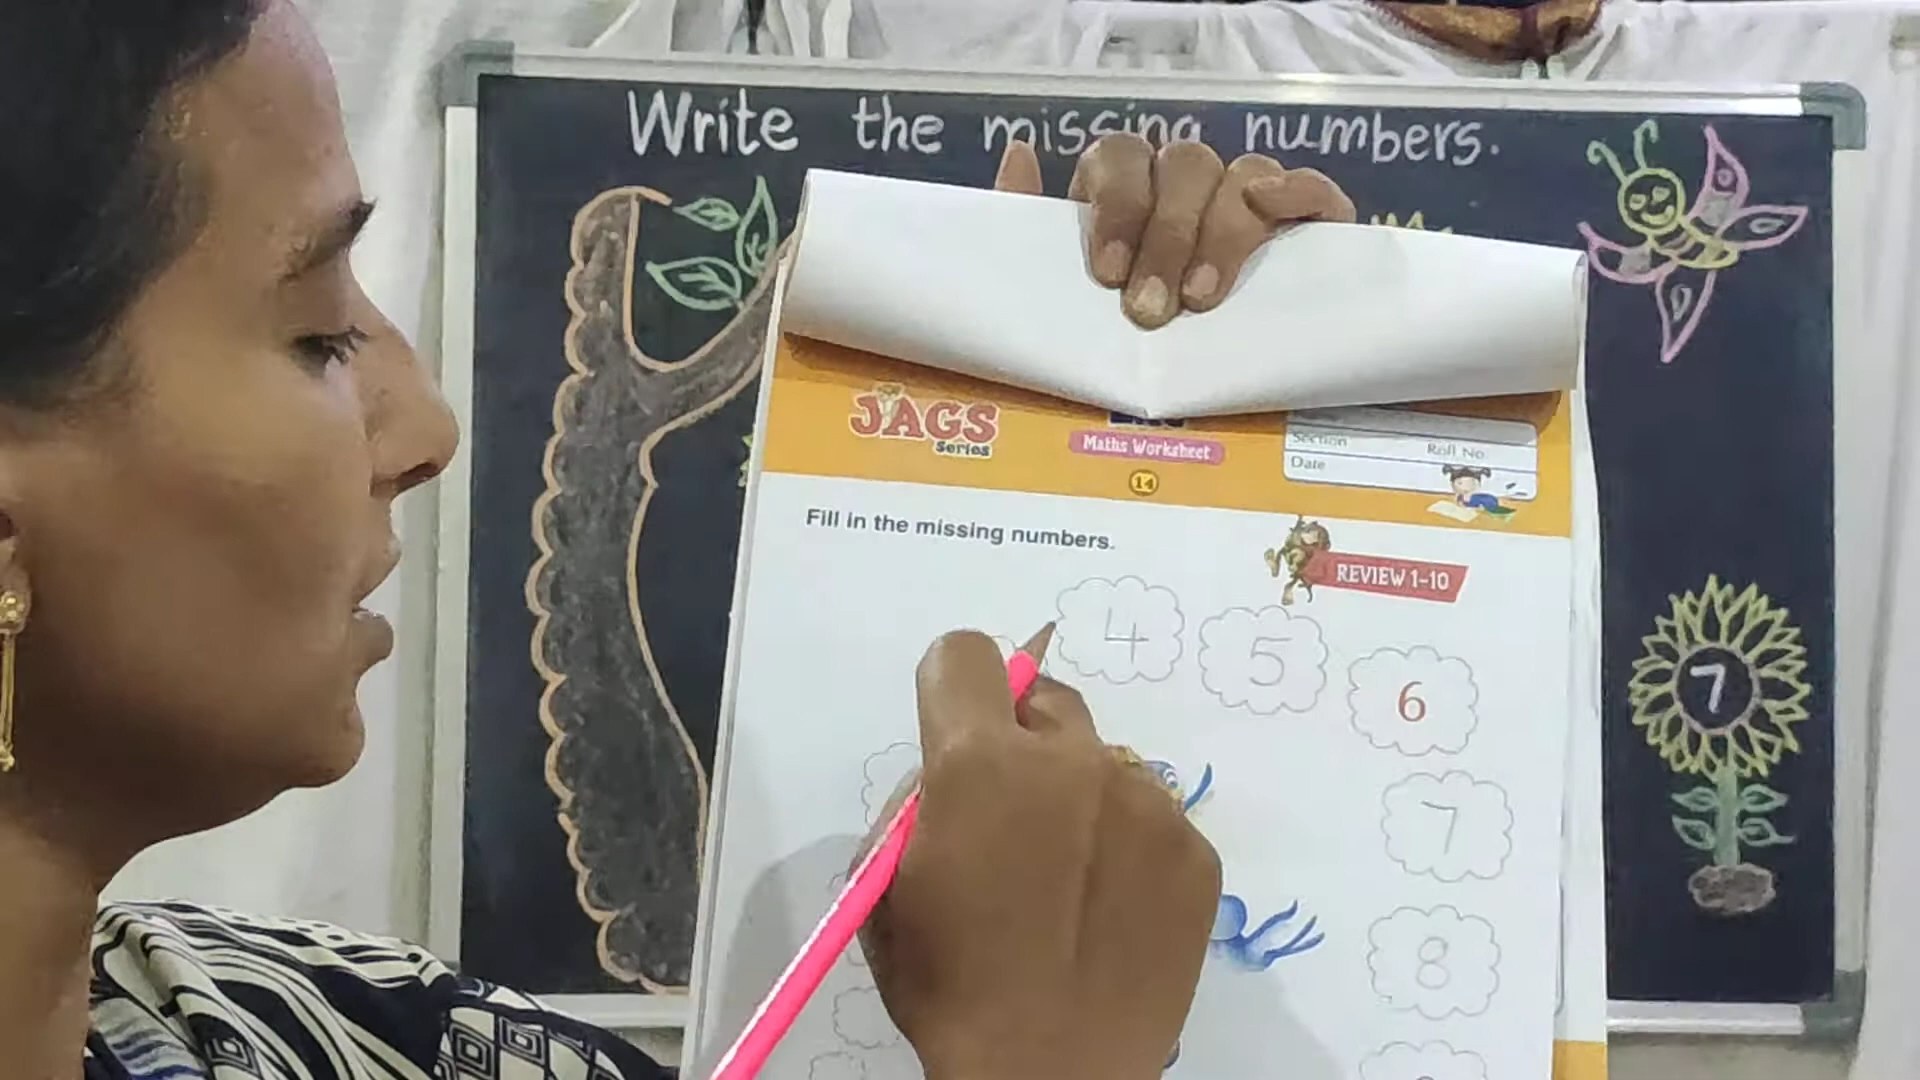 Write the missing numbers.
JAGS
Series
Maths Worksheet
Section Roll No
Date
14
Fill in the missing numbers.
REVIEW 1-10
4 5 6
7
7
8